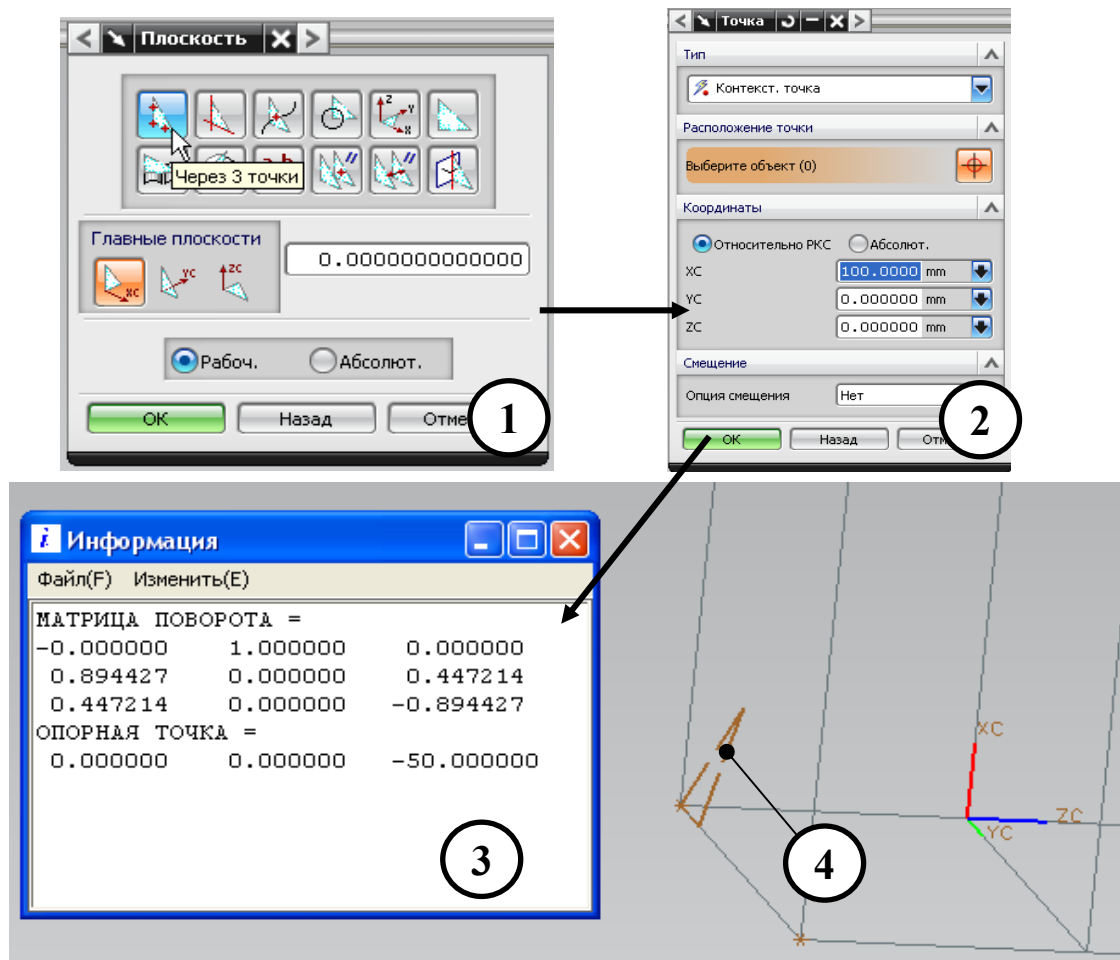 Плоскость
Через 3 точки
Главные плоскости
XC YC ZC
0.0000000000000
Рабоч. Абсолют.
OK Назад Отме
1
Точка
Тип
Контекст. точка
Расположение точки
Выберите объект (0)
Координаты
Относительно РКС Абсолют.
XC 100.0000 mm
YC 0.000000 mm
ZC 0.000000 mm
Смещение
Опция смещения Нет
OK Назад Отм
2
Информация
Файл(F) Изменить(E)
МАТРИЦА ПОВОРОТА =
-0.000000 1.000000 0.000000
0.894427 0.000000 0.447214
0.447214 0.000000 -0.894427
ОПОРНАЯ ТОЧКА =
0.000000 0.000000 -50.000000
3
XC
ZC
YC
4